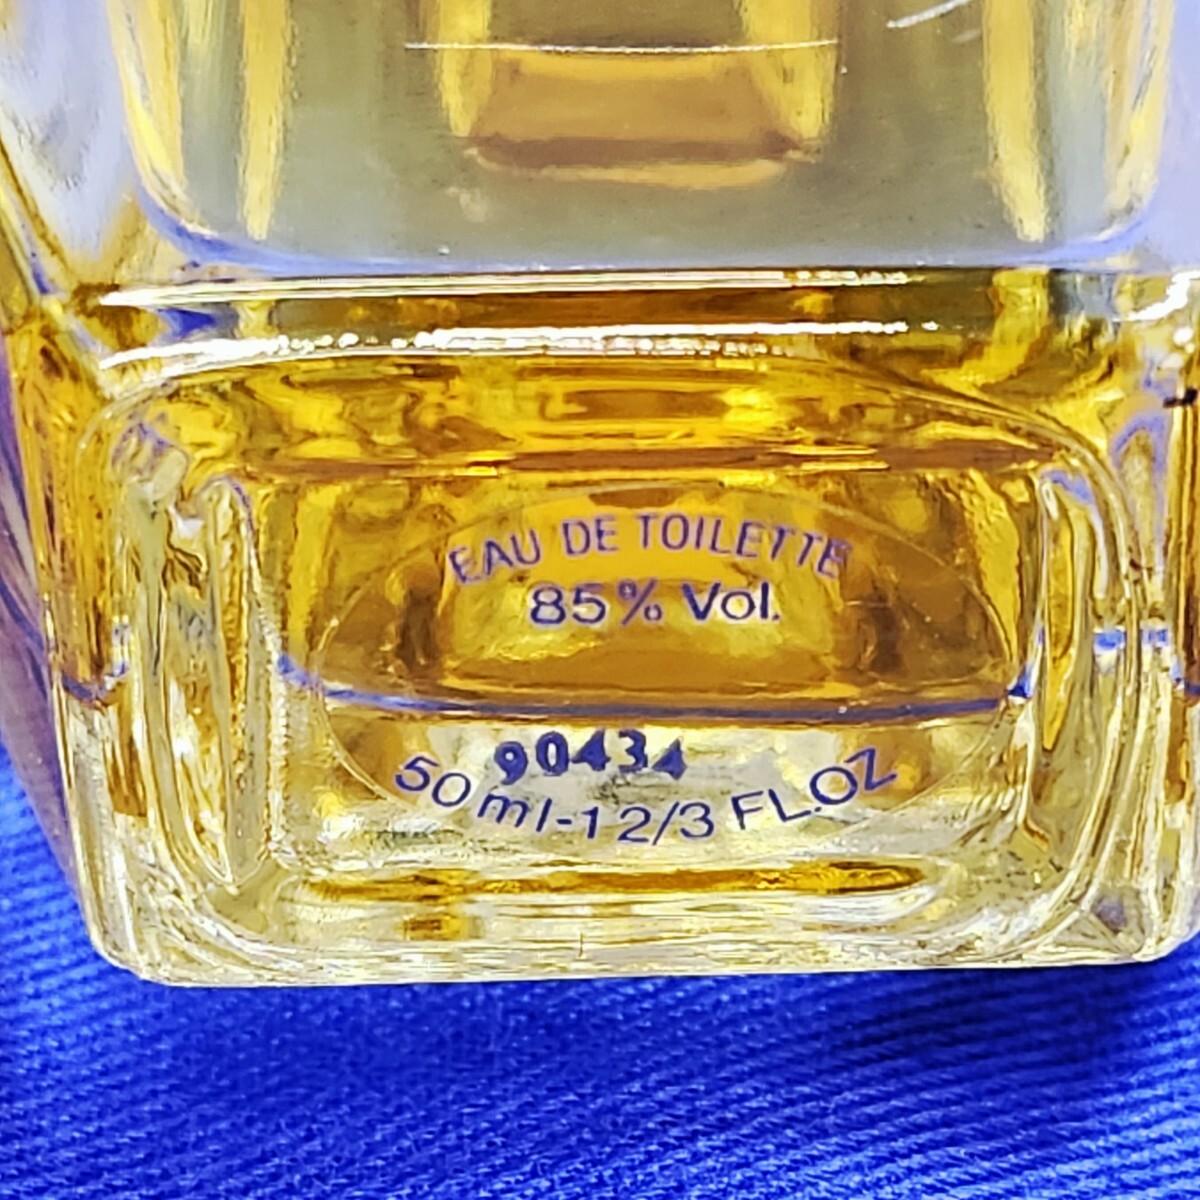 EAU DE TOILETTE
85% Vol.
90434
50 ml-1 2/3 FL.OZ